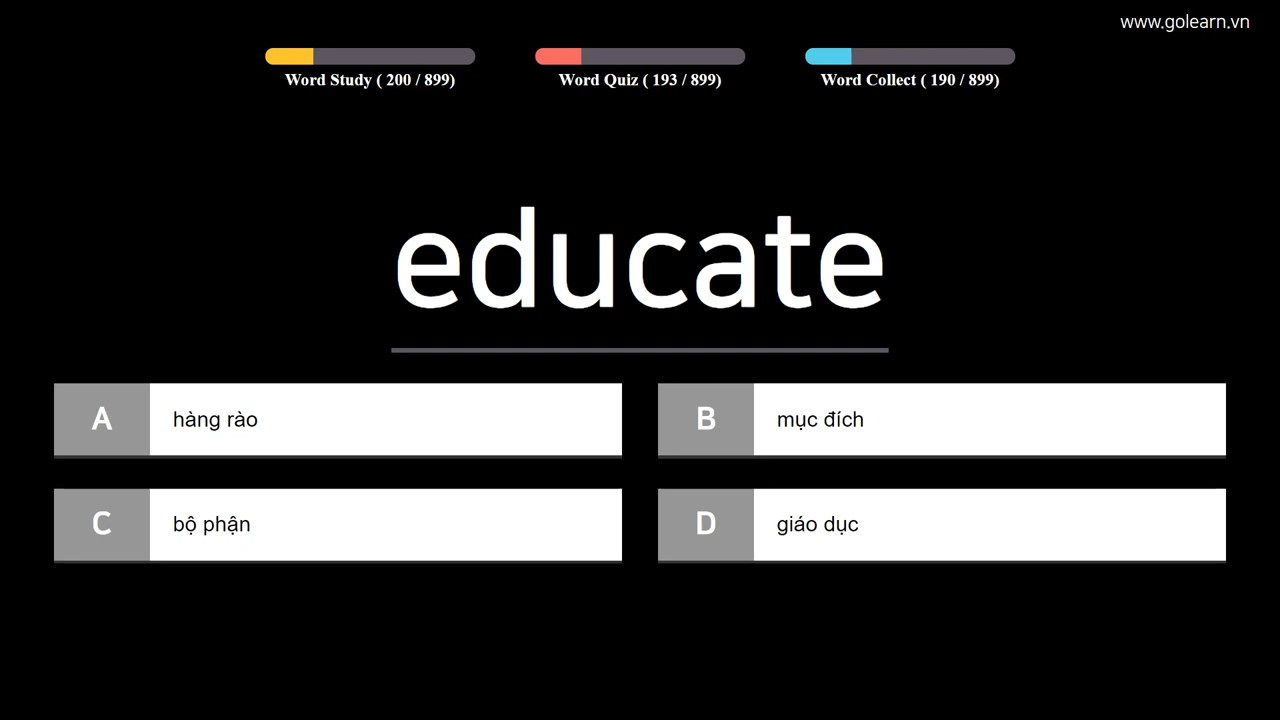 www.golearn.vn
Word Study ( 200 / 899)
Word Quiz ( 193 / 899)
Word Collect ( 190 / 899)
educate
A hàng rào
B mục đích
C bộ phận
D giáo dục